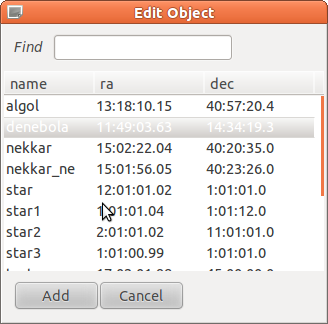 Edit Object
Find
name ra dec
algol 13:18:10.15 40:57:20.4
denebola 11:49:03.63 14:34:19.3
nekkar 15:02:22.04 40:20:35.0
nekkar_ne 15:01:56.05 40:23:26.0
star 12:01:01.02 1:01:01.0
star1 1:01:01.04 1:01:12.0
star2 2:01:01.02 11:01:01.0
star3 1:01:00.99 1:01:01.0
Add Cancel